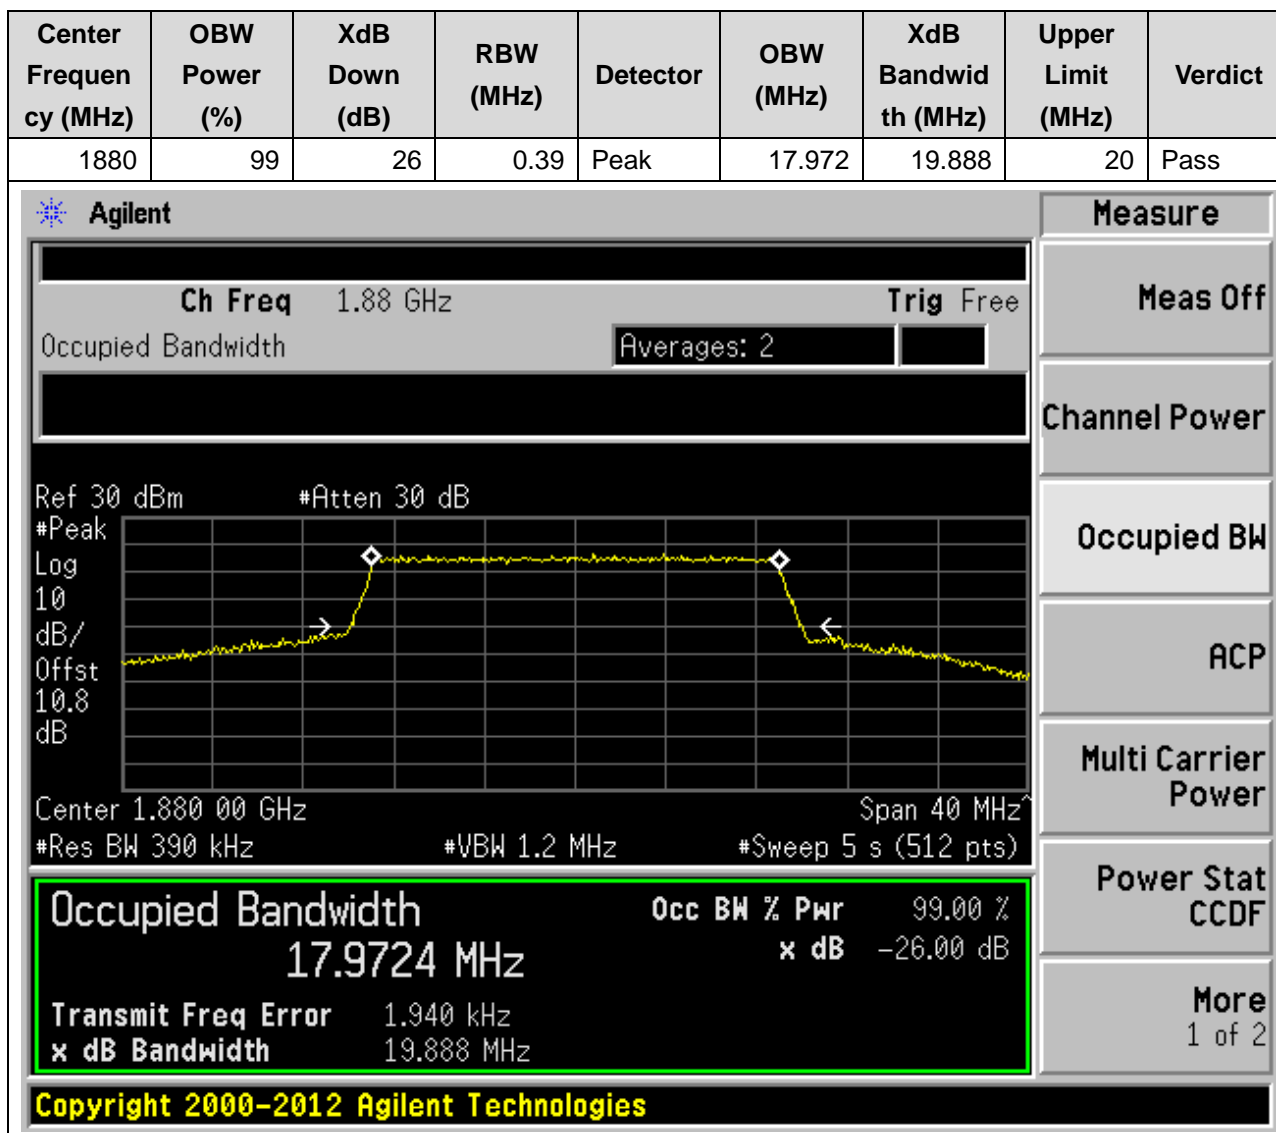 Center Frequen cy (MHz) | OBW Power (%) | XdB Down (dB) | RBW (MHz) | Detector | OBW (MHz) | XdB Bandwid th (MHz) | Upper Limit (MHz) | Verdict
1880 | 99 | 26 | 0.39 | Peak | 17.972 | 19.888 | 20 | Pass
Agilent
Measure
Ch Freq 1.88 GHz Trig Free
Meas Off
Occupied Bandwidth Averages: 2
Channel Power
Ref 30 dBm #Atten 30 dB
#Peak
Log
10
dB/
Offst
10.8
dB
Occupied BW
ACP
Multi Carrier
Power
Center 1.880 00 GHz Span 40 MHz^
#Res BW 390 kHz #VBW 1.2 MHz #Sweep 5 s (512 pts)
Power Stat
CCDF
Occupied Bandwidth
17.9724 MHz
Occ BW % Pwr 99.00 %
x dB -26.00 dB
Transmit Freq Error 1.940 kHz
x dB Bandwidth 19.888 MHz
More
1 of 2
Copyright 2000-2012 Agilent Technologies